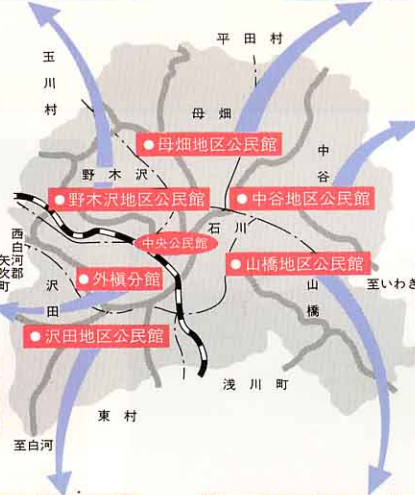 平田村
玉川村
母畑
●母畑地区公民館
中谷
野木沢
●野木沢地区公民館
●中谷地区公民館
石川
中央公民館
●山橋地区公民館
西白河郡矢吹町
●外槇分館
沢田
山橋
至いわき
●沢田地区公民館
浅川町
東村
至白河